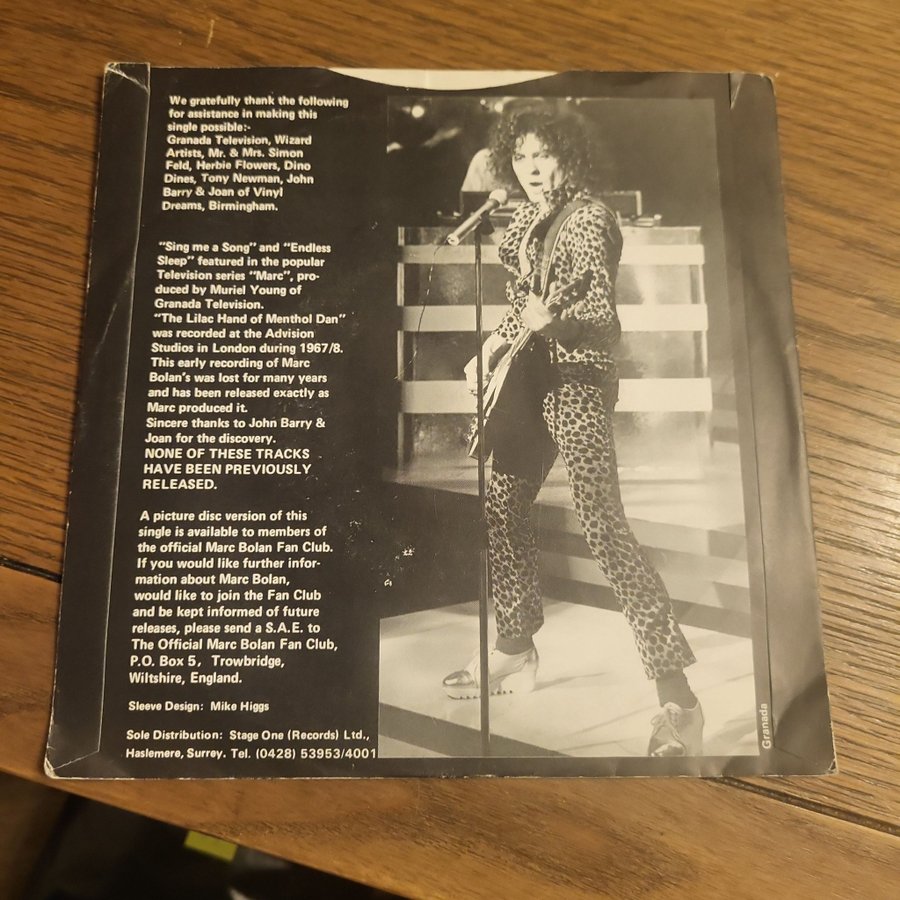 We gratefully thank the following
for assistance in making this
single possible:-
Granada Television, Wizard
Artists, Mr. & Mrs. Simon
Feld, Herbie Flowers, Dino
Dines, Tony Newman, John
Barry & Joan of Vinyl
Dreams, Birmingham.
"Sing me a Song" and "Endless
Sleep" featured in the popular
Television series "Marc", pro-
duced by Muriel Young of
Granada Television.
"The Lilac Hand of Menthol Dan"
was recorded at the Advision
Studios in London during 1967/8.
This early recording of Marc
Bolan's was lost for many years
and has been released exactly as
Marc produced it.
Sincere thanks to John Barry &
Joan for the discovery.
NONE OF THESE TRACKS
HAVE BEEN PREVIOUSLY
RELEASED.
A picture disc version of this
single is available to members of
the official Marc Bolan Fan Club.
If you would like further infor-
mation about Marc Bolan,
would like to join the Fan Club
and be kept informed of future
releases, please send a S.A.E. to
The Official Marc Bolan Fan Club,
P.O. Box 5, Trowbridge,
Wiltshire, England.
Sleeve Design: Mike Higgs
Sole Distribution: Stage One (Records) Ltd.,
Haslemere, Surrey. Tel. (0428) 53953/4001
Granada